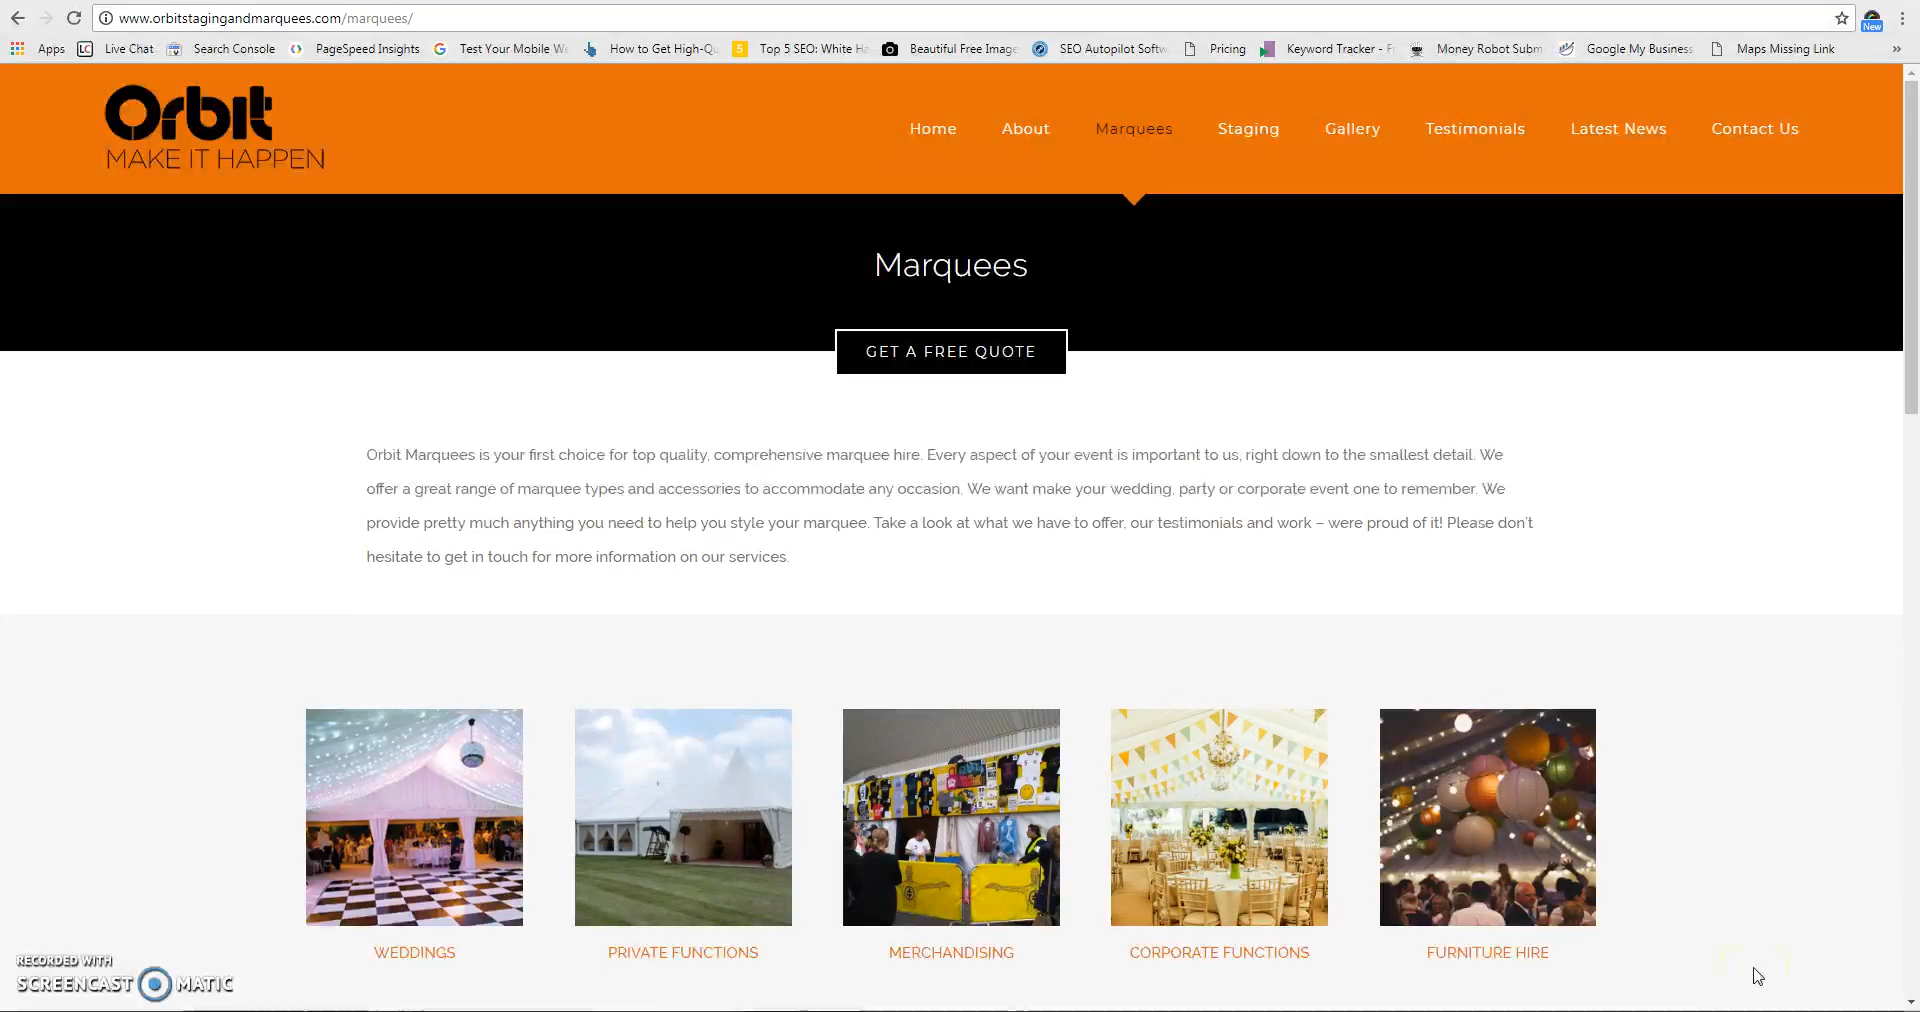 www.orbitstagingandmarquees.com/marquees/
New
Apps Live Chat Search Console PageSpeed Insights Test Your Mobile W How to Get High-Qu Top 5 SEO: White Ha Beautiful Free Image SEO Autopilot Softw Pricing Keyword Tracker - F Money Robot Subm Google My Business Maps Missing Link »
Orbit
MAKE IT HAPPEN
Home About Marquees Staging Gallery Testimonials Latest News Contact Us
Marquees
GET A FREE QUOTE
Orbit Marquees is your first choice for top quality, comprehensive marquee hire. Every aspect of your event is important to us, right down to the smallest detail. We
offer a great range of marquee types and accessories to accommodate any occasion. We want make your wedding, party or corporate event one to remember. We
provide pretty much anything you need to help you style your marquee. Take a look at what we have to offer, our testimonials and work – were proud of it! Please don't
hesitate to get in touch for more information on our services.
WEDDINGS PRIVATE FUNCTIONS MERCHANDISING CORPORATE FUNCTIONS FURNITURE HIRE
RECORDED WITH
SCREENCAST MATIC